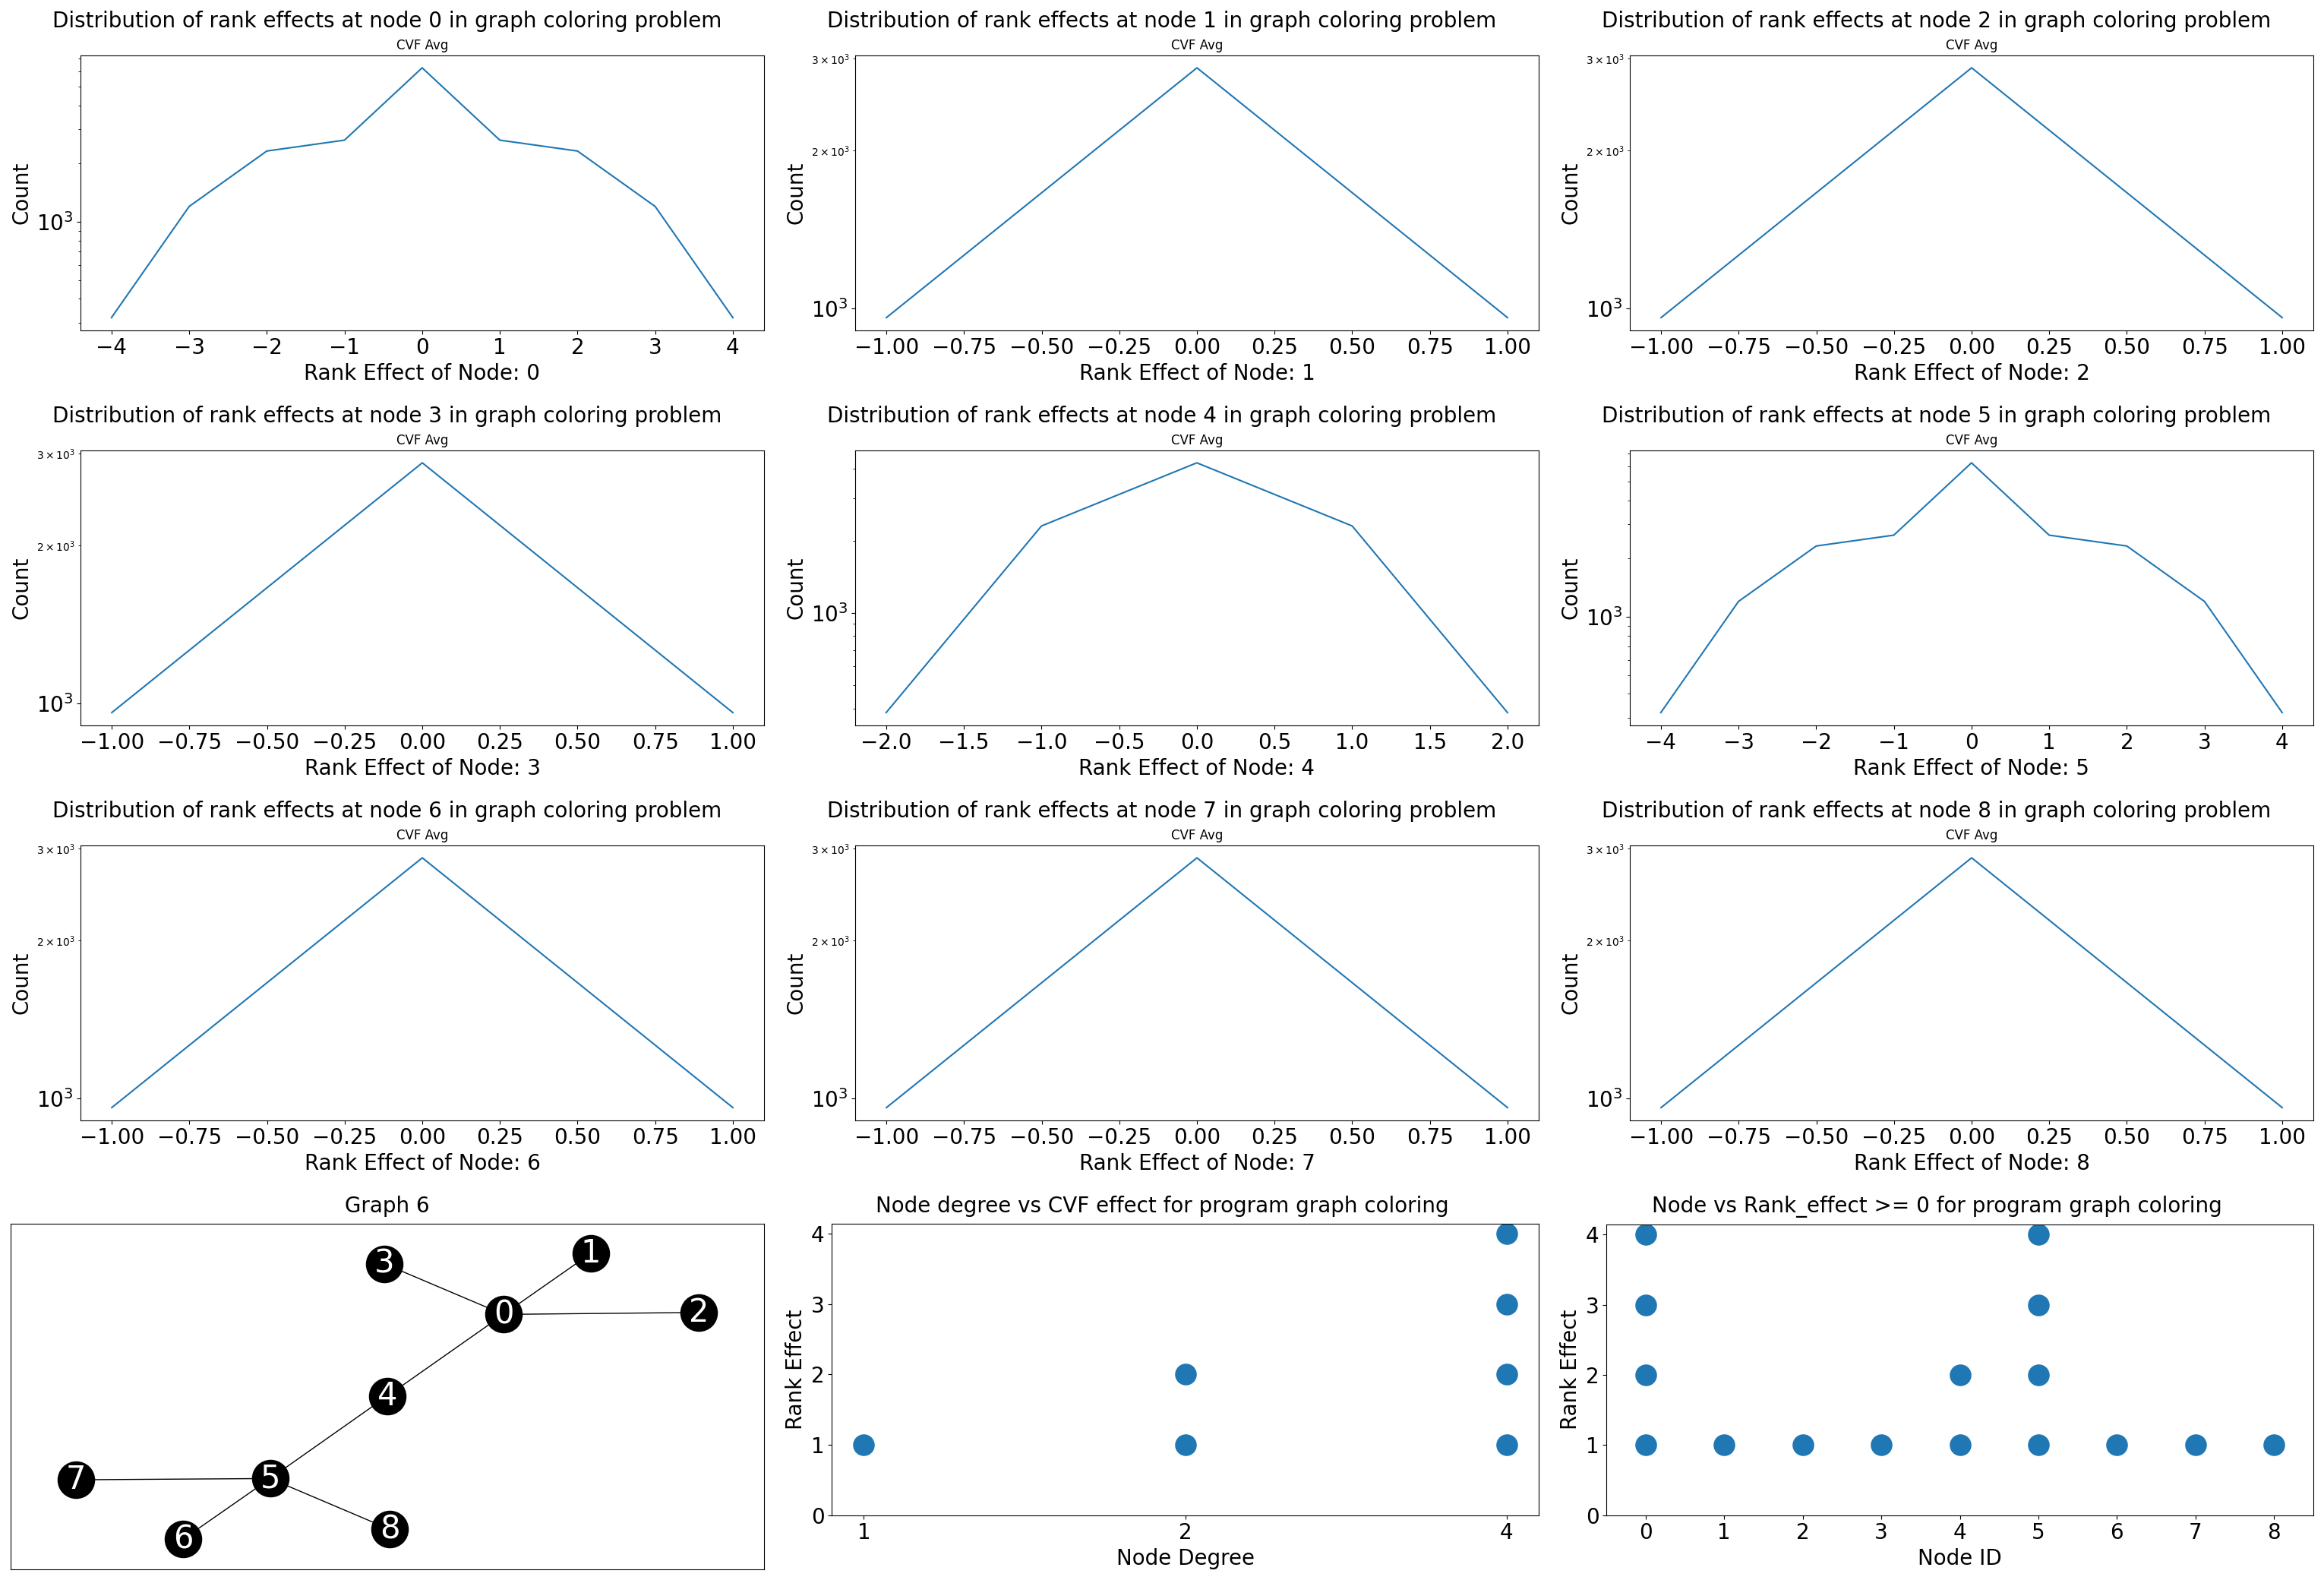 Distribution of rank effects at node 0 in graph coloring problem
CVF Avg
Count
10³
−4 −3 −2 −1 0 1 2 3 4
Rank Effect of Node: 0
Distribution of rank effects at node 1 in graph coloring problem
CVF Avg
Count
3 × 10³
2 × 10³
10³
−1.00 −0.75 −0.50 −0.25 0.00 0.25 0.50 0.75 1.00
Rank Effect of Node: 1
Distribution of rank effects at node 2 in graph coloring problem
CVF Avg
Count
3 × 10³
2 × 10³
10³
−1.00 −0.75 −0.50 −0.25 0.00 0.25 0.50 0.75 1.00
Rank Effect of Node: 2
Distribution of rank effects at node 3 in graph coloring problem
CVF Avg
Count
3 × 10³
2 × 10³
10³
−1.00 −0.75 −0.50 −0.25 0.00 0.25 0.50 0.75 1.00
Rank Effect of Node: 3
Distribution of rank effects at node 4 in graph coloring problem
CVF Avg
Count
10³
−2.0 −1.5 −1.0 −0.5 0.0 0.5 1.0 1.5 2.0
Rank Effect of Node: 4
Distribution of rank effects at node 5 in graph coloring problem
CVF Avg
Count
10³
−4 −3 −2 −1 0 1 2 3 4
Rank Effect of Node: 5
Distribution of rank effects at node 6 in graph coloring problem
CVF Avg
Count
3 × 10³
2 × 10³
10³
−1.00 −0.75 −0.50 −0.25 0.00 0.25 0.50 0.75 1.00
Rank Effect of Node: 6
Distribution of rank effects at node 7 in graph coloring problem
CVF Avg
Count
3 × 10³
2 × 10³
10³
−1.00 −0.75 −0.50 −0.25 0.00 0.25 0.50 0.75 1.00
Rank Effect of Node: 7
Distribution of rank effects at node 8 in graph coloring problem
CVF Avg
Count
3 × 10³
2 × 10³
10³
−1.00 −0.75 −0.50 −0.25 0.00 0.25 0.50 0.75 1.00
Rank Effect of Node: 8
Graph 6
1
3
0
2
4
5
7
8
6
Node degree vs CVF effect for program graph coloring
Rank Effect
4
3
2
1
0
1 2 4
Node Degree
Node vs Rank_effect >= 0 for program graph coloring
Rank Effect
4
3
2
1
0
0 1 2 3 4 5 6 7 8
Node ID